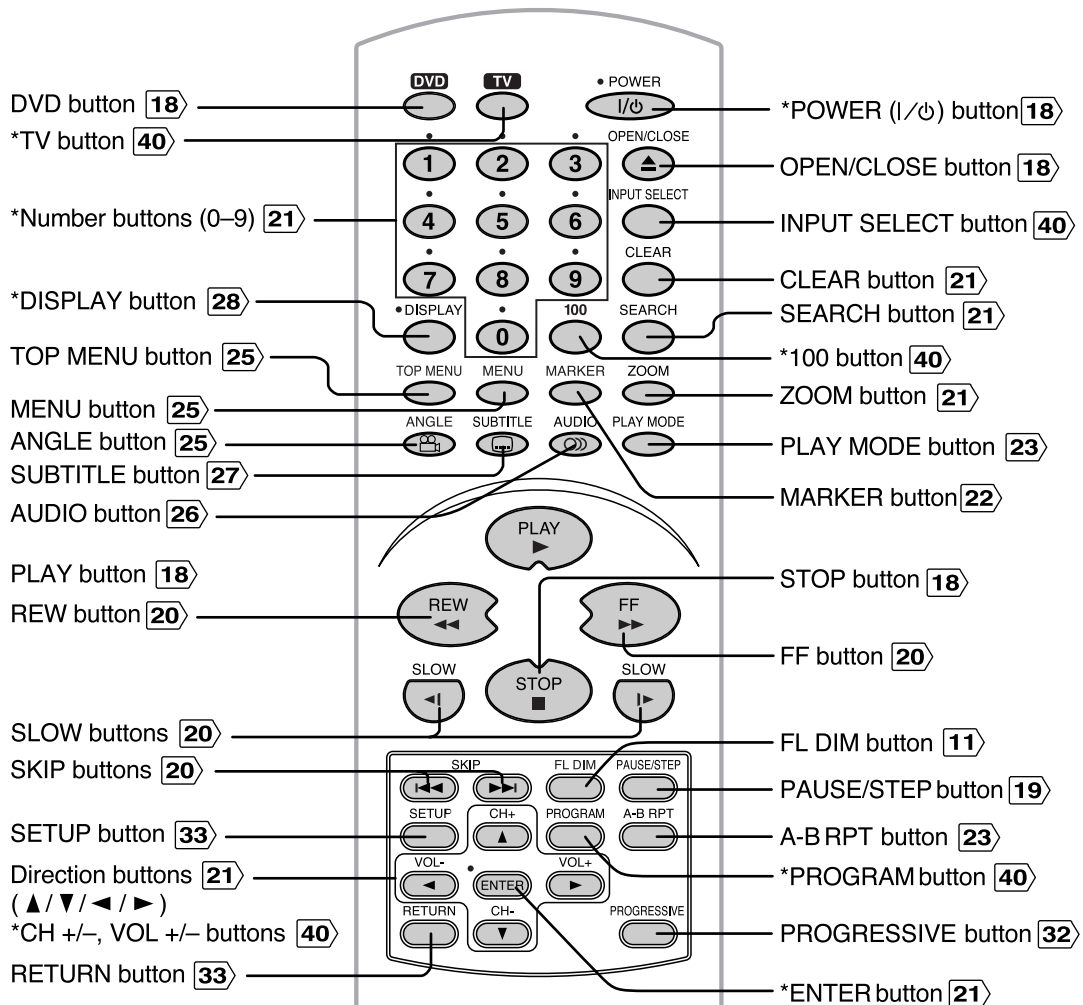 DVD button 18
*TV button 40
*Number buttons (0–9) 21
*DISPLAY button 28
TOP MENU button 25
MENU button 25
ANGLE button 25
SUBTITLE button 27
AUDIO button 26
PLAY button 18
REW button 20
SLOW buttons 20
SKIP buttons 20
SETUP button 33
Direction buttons 21
(▲/▼/◄/►)
*CH +/–, VOL +/– buttons 40
RETURN button 33
DVD TV • POWER
I/⏻
OPEN/CLOSE
1 2 3
INPUT SELECT
4 5 6
CLEAR
7 8 9
• DISPLAY 100 SEARCH
0
TOP MENU MENU MARKER ZOOM
ANGLE SUBTITLE AUDIO PLAY MODE
PLAY
REW FF
SLOW STOP SLOW
SKIP FL DIM PAUSE/STEP
SETUP CH+ PROGRAM A-B RPT
VOL- VOL+
ENTER
RETURN CH- PROGRESSIVE
*POWER (I/⏻) button 18
OPEN/CLOSE button 18
INPUT SELECT button 40
CLEAR button 21
SEARCH button 21
*100 button 40
ZOOM button 21
PLAY MODE button 23
MARKER button 22
STOP button 18
FF button 20
FL DIM button 11
PAUSE/STEP button 19
A-B RPT button 23
*PROGRAM button 40
PROGRESSIVE button 32
*ENTER button 21